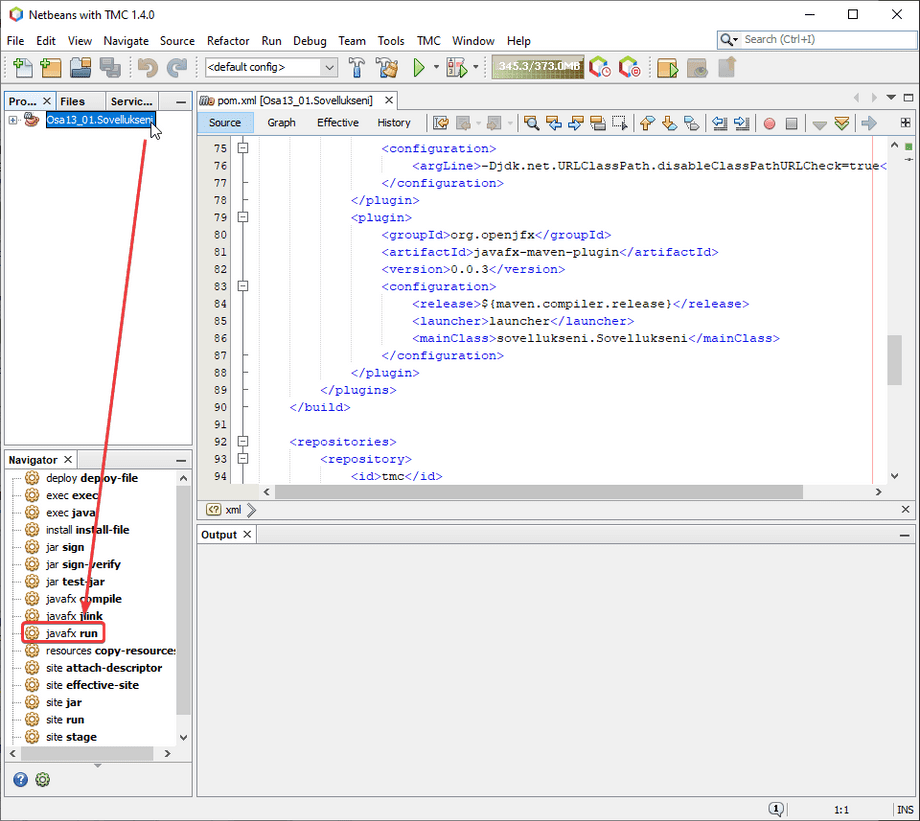 Netbeans with TMC 1.4.0
File Edit View Navigate Source Refactor Run Debug Team Tools TMC Window Help
Search (Ctrl+I)
<default config>
345.3/373.0MB
Pro... Files Servic...
Osa13_01.Sovellukseni
pom.xml [Osa13_01.Sovellukseni]
Source Graph Effective History
75 <configuration>
76 <argLine>-Djdk.net.URLClassPath.disableClassPathURLCheck=true<
77 </configuration>
78 </plugin>
79 <plugin>
80 <groupId>org.openjfx</groupId>
81 <artifactId>javafx-maven-plugin</artifactId>
82 <version>0.0.3</version>
83 <configuration>
84 <release>${maven.compiler.release}</release>
85 <launcher>launcher</launcher>
86 <mainClass>sovellukseni.Sovellukseni</mainClass>
87 </configuration>
88 </plugin>
89 </plugins>
90 </build>
91
92 <repositories>
93 <repository>
94 <id>tmc</id>
xml
Navigator
deploy deploy-file
exec exec
exec java
install install-file
jar sign
jar sign-verify
jar test-jar
javafx compile
javafx jlink
javafx run
resources copy-resources
site attach-descriptor
site effective-site
site jar
site run
site stage
Output
1
1:1
INS